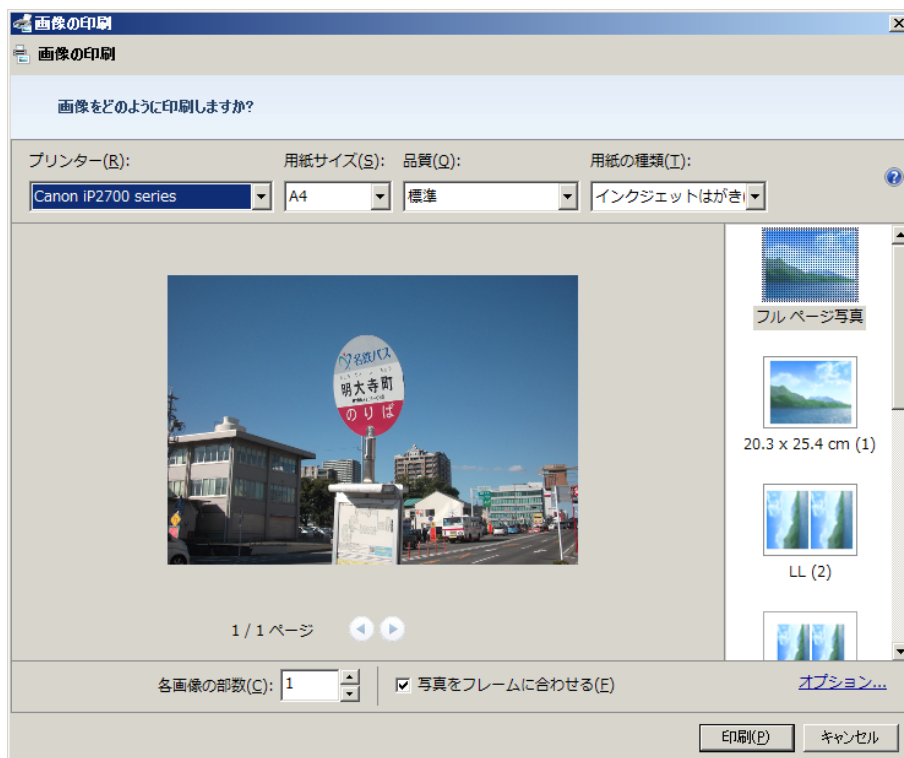 画像の印刷
画像の印刷
画像をどのように印刷しますか?
プリンター(R): 用紙サイズ(S): 品質(Q): 用紙の種類(T):
Canon iP2700 series A4 標準 インクジェットはがき(
名鉄バス
明大寺町
のりば
フル ページ写真
20.3 x 25.4 cm (1)
LL (2)
1 / 1 ページ
各画像の部数(C): 1 写真をフレームに合わせる(F) オプション...
印刷(P) キャンセル